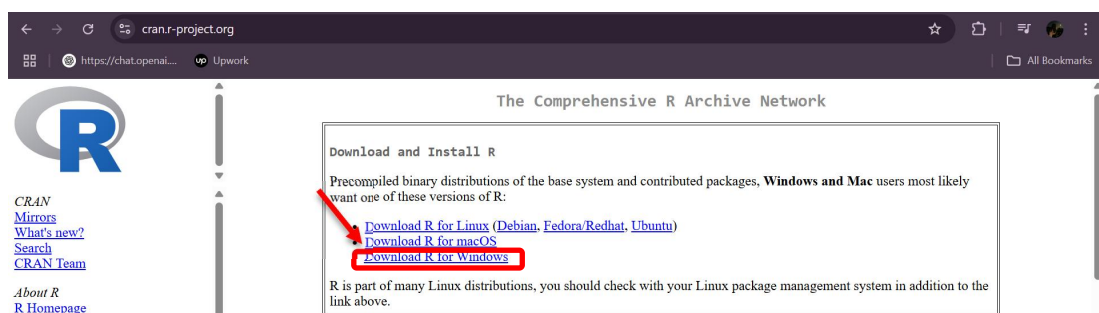 cran.r-project.org
https://chat.openai....
up
Upwork
All Bookmarks
R
CRAN
Mirrors
What's new?
Search
CRAN Team
About R
R Homepage
The Comprehensive R Archive Network
Download and Install R
Precompiled binary distributions of the base system and contributed packages, Windows and Mac users most likely
want one of these versions of R:
Download R for Linux (Debian, Fedora/Redhat, Ubuntu)
Download R for macOS
Download R for Windows
R is part of many Linux distributions, you should check with your Linux package management system in addition to the
link above.